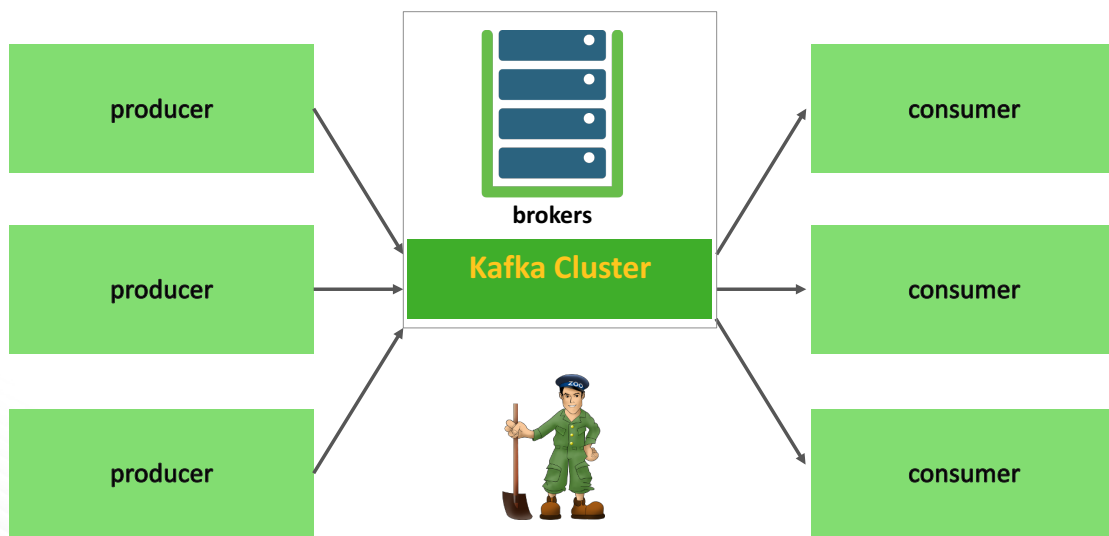 producer
brokers
consumer
Kafka Cluster
producer
consumer
ZOO
producer
consumer